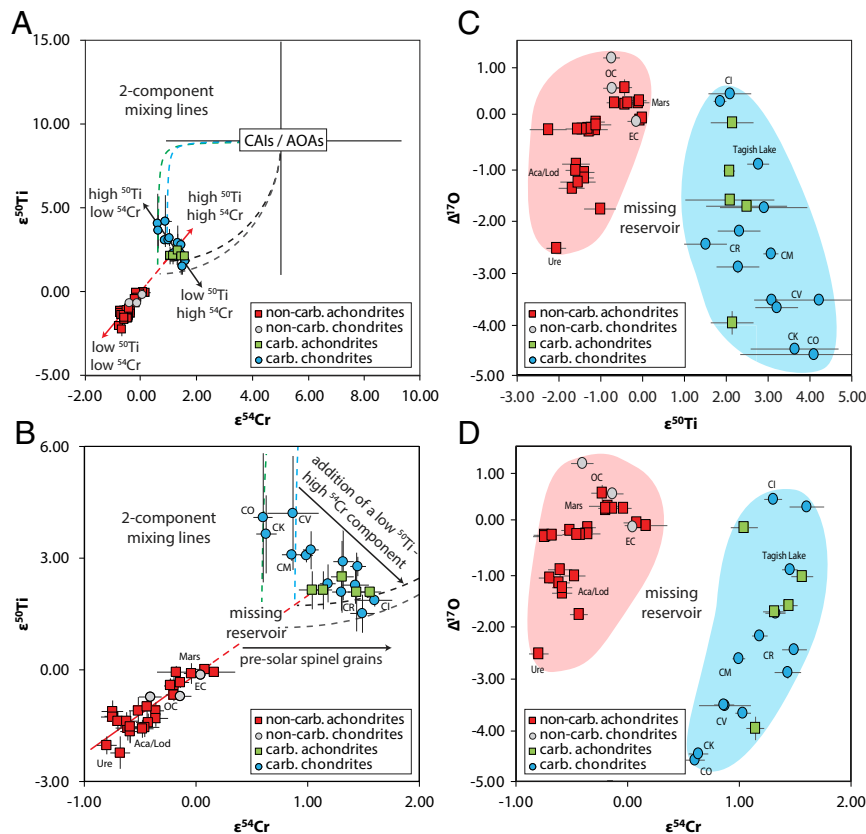 A
15.00
10.00
5.00
0.00
-5.00
-2.00
0.00
2.00
4.00
6.00
8.00
10.00
ε⁵⁰Ti
ε⁵⁴Cr
2-component
mixing lines
CAIs / AOAs
high ⁵⁰Ti
low ⁵⁴Cr
high ⁵⁰Ti
high ⁵⁴Cr
low ⁵⁰Ti
high ⁵⁴Cr
low ⁵⁰Ti
low ⁵⁴Cr
non-carb. achondrites
non-carb. chondrites
carb. achondrites
carb. chondrites
B
6.00
3.00
0.00
-3.00
-1.00
0.00
1.00
2.00
ε⁵⁰Ti
ε⁵⁴Cr
2-component
mixing lines
addition of a low ⁵⁰Ti -
high ⁵⁴Cr component
CO
CK
CV
CM
CR
CI
missing
reservoir
pre-solar spinel grains
Mars
EC
OC
Aca/Lod
Ure
non-carb. achondrites
non-carb. chondrites
carb. achondrites
carb. chondrites
C
1.00
0.00
-1.00
-2.00
-3.00
-4.00
-5.00
-3.00
-2.00
-1.00
0.00
1.00
2.00
3.00
4.00
5.00
Δ¹⁷O
ε⁵⁰Ti
OC
Mars
EC
Aca/Lod
Ure
missing
reservoir
CI
Tagish Lake
CR
CM
CV
CK
CO
non-carb. achondrites
non-carb. chondrites
carb. achondrites
carb. chondrites
D
1.00
0.00
-1.00
-2.00
-3.00
-4.00
-5.00
-1.00
0.00
1.00
2.00
Δ¹⁷O
ε⁵⁴Cr
OC
Mars
EC
Aca/Lod
Ure
missing
reservoir
CI
Tagish Lake
CR
CM
CV
CK
CO
non-carb. achondrites
non-carb. chondrites
carb. achondrites
carb. chondrites